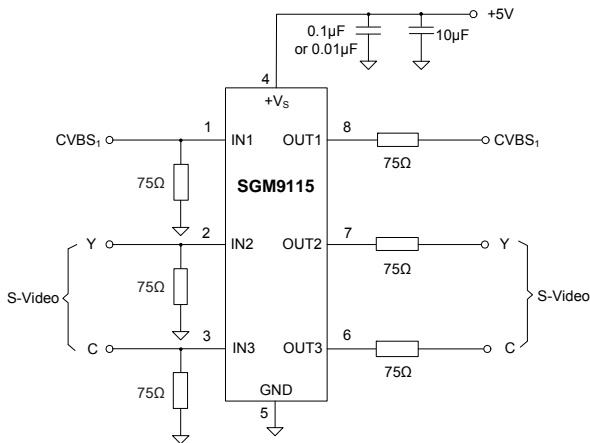 +5V
0.1µF
or 0.01µF
10µF
4
+VS
CVBS1
1
IN1
OUT1
8
CVBS1
75Ω
75Ω
SGM9115
Y
2
IN2
OUT2
7
Y
75Ω
75Ω
S-Video
S-Video
C
3
IN3
OUT3
6
C
75Ω
75Ω
GND
5